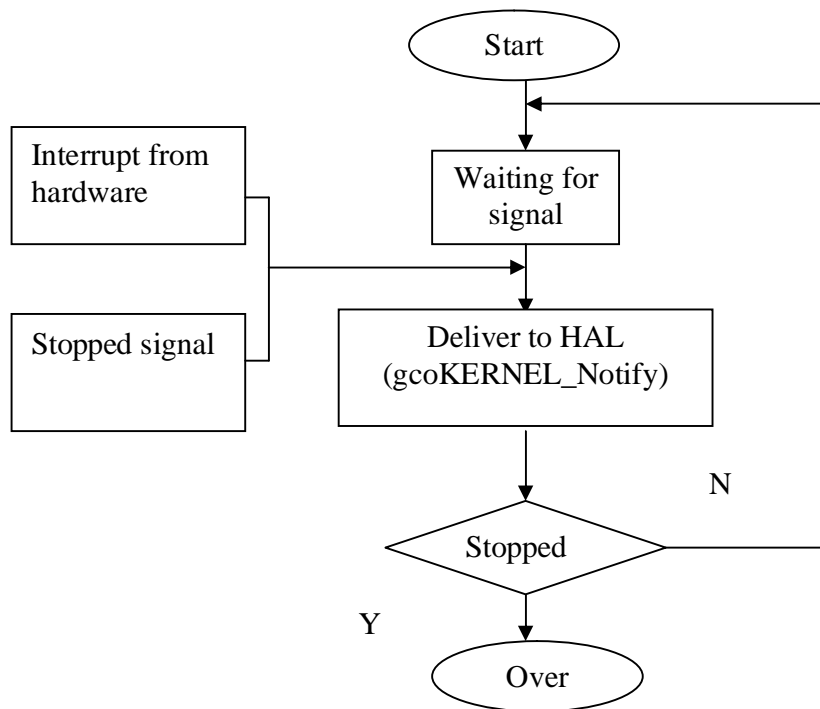 Start
Interrupt from
hardware
Waiting for
signal
Stopped signal
Deliver to HAL
(gcoKERNEL_Notify)
N
Stopped
Y
Over